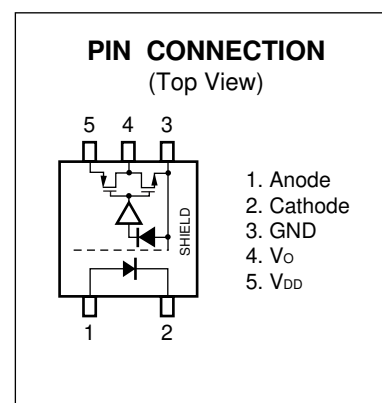 PIN CONNECTION
(Top View)
5 4 3
SHIELD
1 2
1. Anode
2. Cathode
3. GND
4. VO
5. VDD